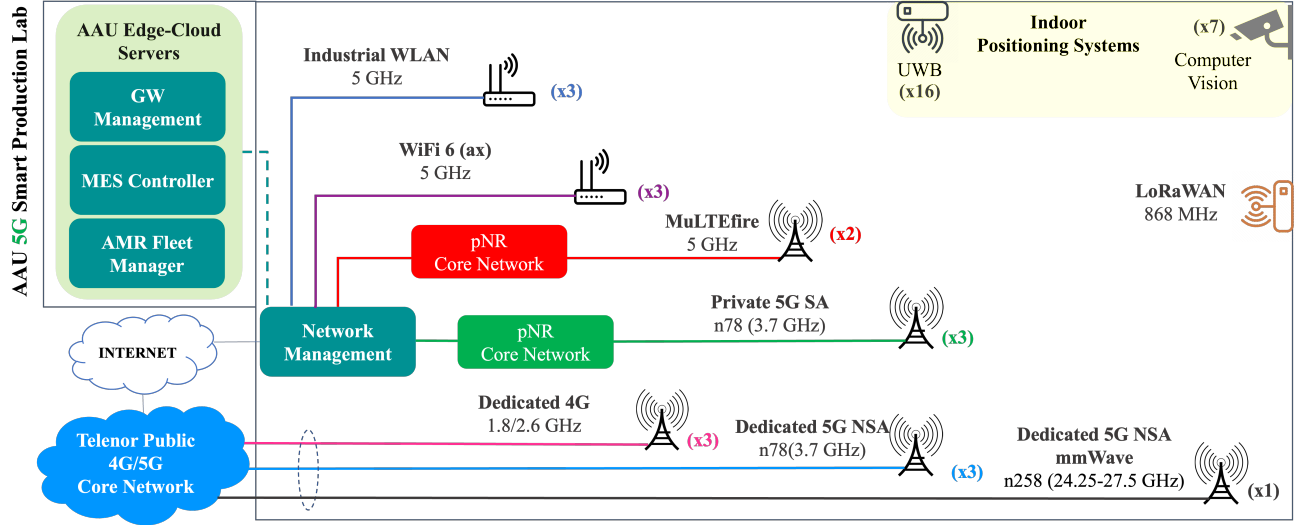 AAU 5G Smart Production Lab
AAU Edge-Cloud
Servers
GW
Management
MES Controller
AMR Fleet
Manager
Industrial WLAN
5 GHz
(x3)
UWB
(x16)
Indoor
Positioning Systems
(x7)
Computer
Vision
WiFi 6 (ax)
5 GHz
(x3)
LoRaWAN
868 MHz
MuLTEfire
5 GHz
(x2)
pNR
Core Network
Private 5G SA
n78 (3.7 GHz)
(x3)
Network
Management
pNR
Core Network
INTERNET
Telenor Public
4G/5G
Core Network
Dedicated 4G
1.8/2.6 GHz
(x3)
Dedicated 5G NSA
n78(3.7 GHz)
(x3)
Dedicated 5G NSA
mmWave
n258 (24.25-27.5 GHz)
(x1)